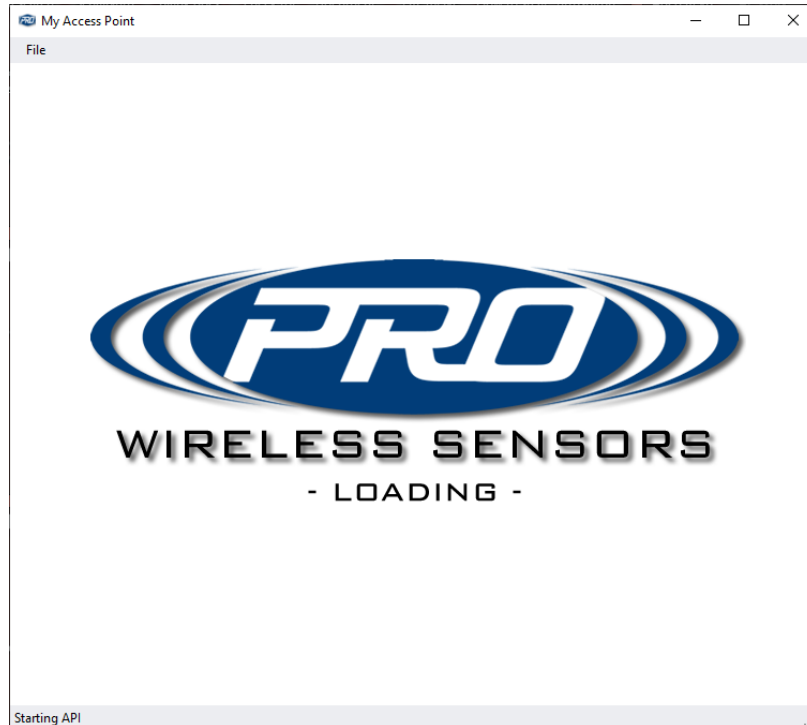 My Access Point
File
PRO
WIRELESS SENSORS
- LOADING -
Starting API